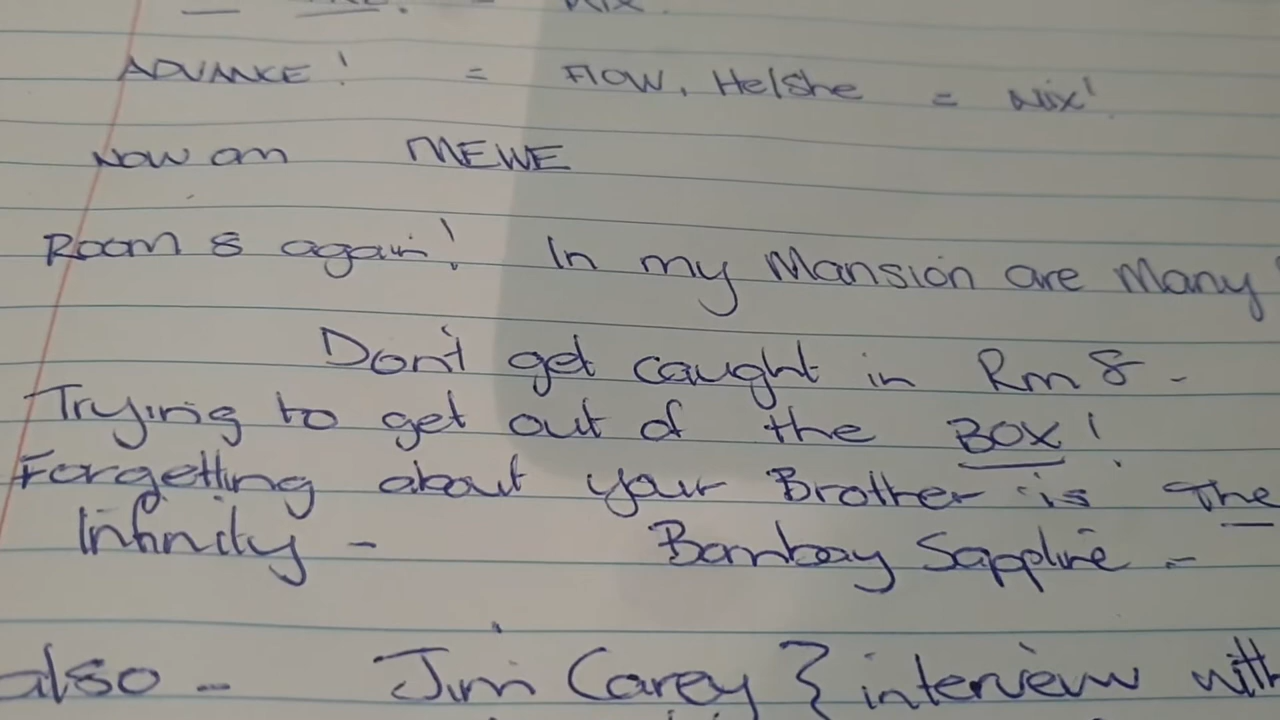 Nix.
ADVANCE! = FLOW, He/She = Nix!
Now on MEWE
Room 8 again! In my Mansion are Many
Don't get caught in Rm 8 -
Trying to get out of the BOX!
Forgetting about your Brother is The
Infinity - Bombay Sapphire -
also - Jim Carey } interview with